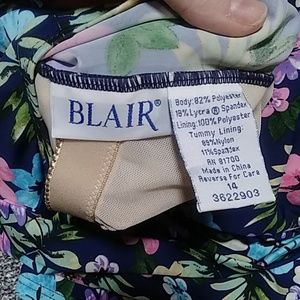 BLAIR®
Body: 82% Polyester
18% Lycra® Spandex
Lining: 100% Polyester
Tummy Lining:
89% Nylon
11% Spandex
RN 81700
Made in China
Reverse For Care
14
3622903